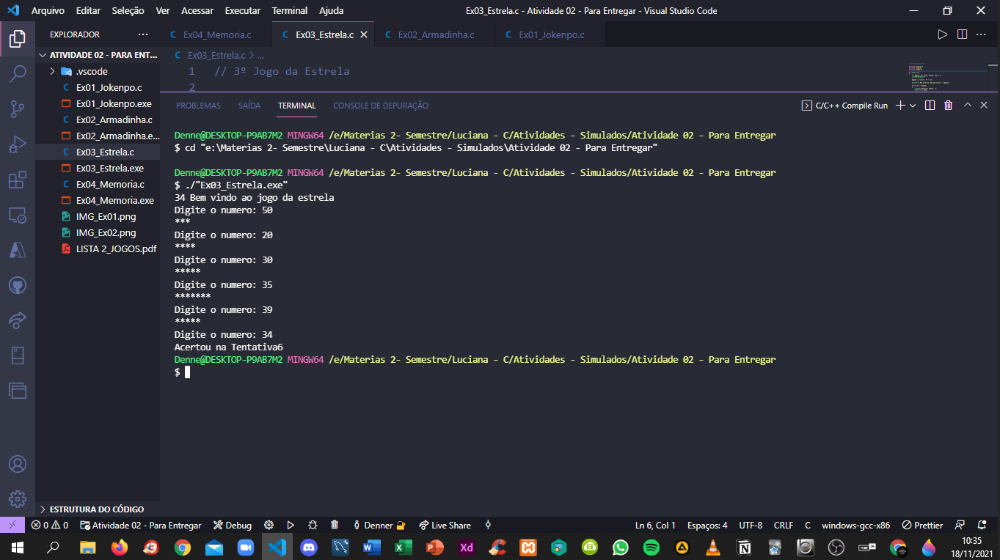 Arquivo Editar Seleção Ver Acessar Executar Terminal Ajuda
Ex03_Estrela.c - Atividade 02 - Para Entregar - Visual Studio Code
EXPLORADOR
Ex04_Memoria.c
Ex03_Estrela.c
Ex02_Armadinha.c
Ex01_Jokenpo.c
ATIVIDADE 02 - PARA ENT...
.vscode
Ex01_Jokenpo.c
Ex01_Jokenpo.exe
Ex02_Armadinha.c
Ex02_Armadinha.e...
Ex03_Estrela.c
Ex03_Estrela.exe
Ex04_Memoria.c
Ex04_Memoria.exe
IMG_Ex01.png
IMG_Ex02.png
LISTA 2_JOGOS.pdf
ESTRUTURA DO CÓDIGO
Ex03_Estrela.c > ...
1 // 3º Jogo da Estrela
2
PROBLEMAS SAÍDA TERMINAL CONSOLE DE DEPURAÇÃO
C/C++ Compile Run
Denne@DESKTOP-P9AB7M2 MINGW64 /e/Materias 2- Semestre/Luciana - C/Atividades - Simulados/Atividade 02 - Para Entregar
$ cd "e:\Materias 2- Semestre\Luciana - C\Atividades - Simulados\Atividade 02 - Para Entregar"
Denne@DESKTOP-P9AB7M2 MINGW64 /e/Materias 2- Semestre/Luciana - C/Atividades - Simulados/Atividade 02 - Para Entregar
$ ./"Ex03_Estrela.exe"
34 Bem vindo ao jogo da estrela
Digite o numero: 50
***
Digite o numero: 20
****
Digite o numero: 30
*****
Digite o numero: 35
*******
Digite o numero: 39
*****
Digite o numero: 34
Acertou na Tentativa6
Denne@DESKTOP-P9AB7M2 MINGW64 /e/Materias 2- Semestre/Luciana - C/Atividades - Simulados/Atividade 02 - Para Entregar
$
0 0 Atividade 02 - Para Entregar Debug Denner Live Share
Ln 6, Col 1 Espaços: 4 UTF-8 CRLF C windows-gcc-x86 Prettier
10:35
18/11/2021